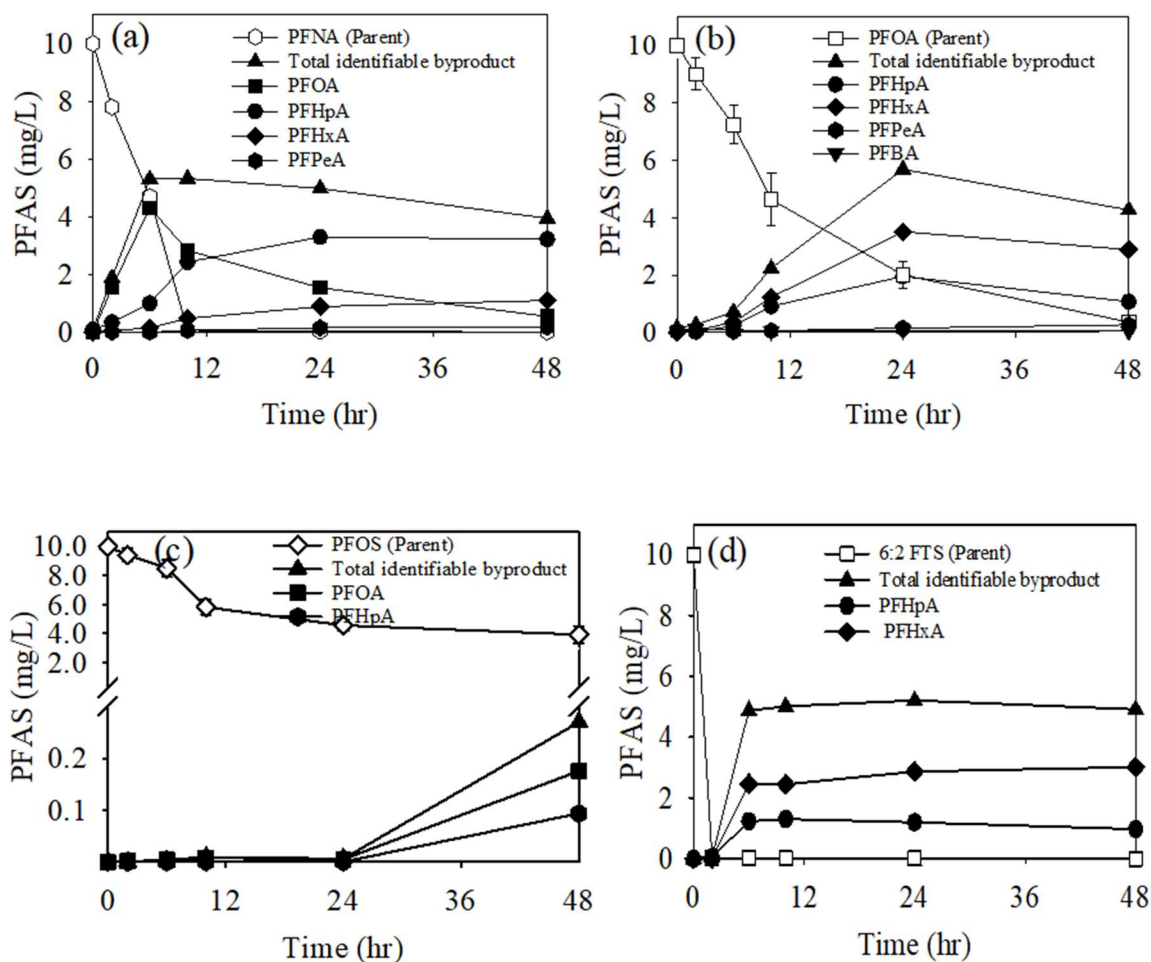 (a)
PFNA (Parent)
Total identifiable byproduct
PFOA
PFHpA
PFHxA
PFPeA
PFAS (mg/L)
10
8
6
4
2
0
0 12 24 36 48
Time (hr)
(b)
PFOA (Parent)
Total identifiable byproduct
PFHpA
PFHxA
PFPeA
PFBA
PFAS (mg/L)
10
8
6
4
2
0
0 12 24 36 48
Time (hr)
(c)
PFOS (Parent)
Total identifiable byproduct
PFOA
PFHpA
PFAS (mg/L)
10.0
8.0
6.0
4.0
2.0
0.2
0.1
0 12 24 36 48
Time (hr)
(d)
6:2 FTS (Parent)
Total identifiable byproduct
PFHpA
PFHxA
PFAS (mg/L)
10
8
6
4
2
0
0 12 24 36 48
Time (hr)